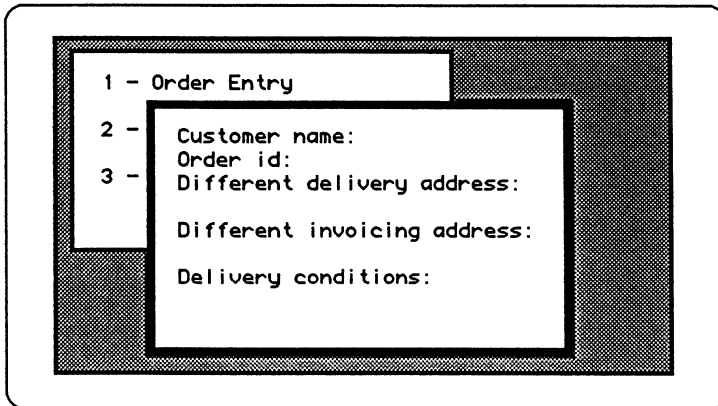 1 - Order Entry
2 -
3 -
Customer name:
Order id:
Different delivery address:
Different invoicing address:
Delivery conditions: